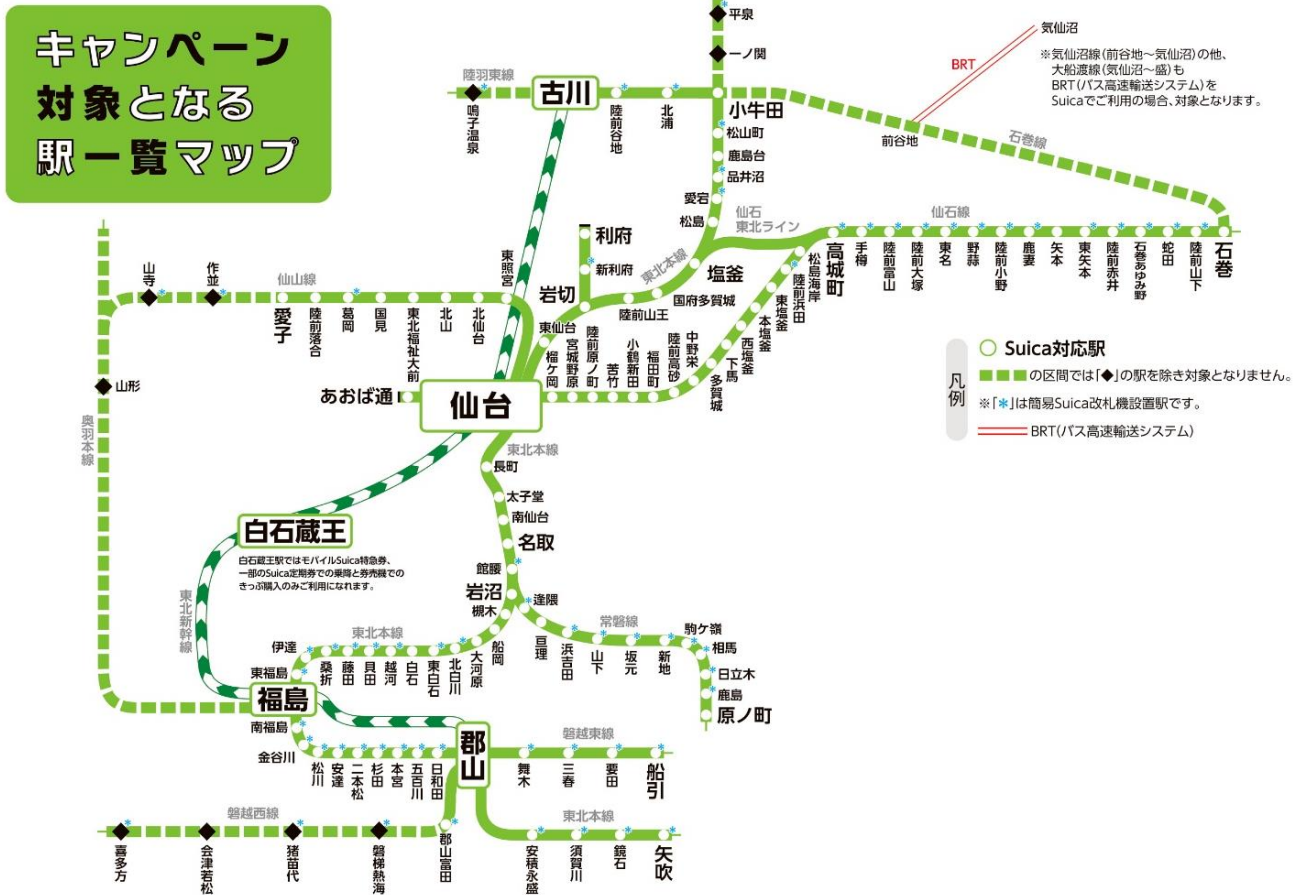 キャンペーン
対象となる
駅一覧マップ
平泉
一ノ関
気仙沼
※気仙沼線(前谷地～気仙沼)の他、
大船渡線(気仙沼～盛)も
BRT(バス高速輸送システム)を
Suicaでご利用の場合、対象となります。
BRT
陸羽東線
鳴子温泉
古川
陸前谷地
北浦
小牛田
前谷地
石巻線
松山町
鹿島台
品井沼
愛宕
松島
仙石
東北ライン
仙石線
高城町
手樽
陸前富山
陸前大塚
東名
野蒜
陸前小野
鹿妻
矢本
東矢本
陸前赤井
石巻あゆみ野
蛇田
陸前山下
石巻
利府
新利府
岩切
東北本線
塩釜
国府多賀城
陸前山王
東仙台
松島海岸
陸前浜田
東塩釜
本塩釜
西塩釜
下馬
多賀城
中野栄
陸前高砂
福田町
小鶴新田
苦竹
陸前原ノ町
宮城野原
榴ケ岡
山寺
作並
仙山線
愛子
陸前落合
葛岡
国見
東北福祉大前
北山
北仙台
東照宮
山形
奥羽本線
あおば通
仙台
凡例
Suica対応駅
の区間では「◆」の駅を除き対象となりません。
※「*」は簡易Suica改札機設置駅です。
BRT(バス高速輸送システム)
東北本線
長町
太子堂
南仙台
名取
館腰
岩沼
槻木
白石蔵王
白石蔵王駅ではモバイルSuica特急券、
一部のSuica定期券での乗降と券売機での
きっぷ購入のみご利用になれます。
東北新幹線
逢隈
亘理
浜吉田
常磐線
山下
坂元
新地
駒ケ嶺
相馬
日立木
鹿島
原ノ町
東北本線
船岡
大河原
北白川
東白石
白石
越河
貝田
藤田
桑折
伊達
東福島
福島
南福島
金谷川
松川
安達
二本松
杉田
本宮
五百川
日和田
郡山
磐越東線
舞木
三春
要田
船引
磐越西線
喜多方
会津若松
猪苗代
磐梯熱海
郡山富田
東北本線
安積永盛
須賀川
鏡石
矢吹